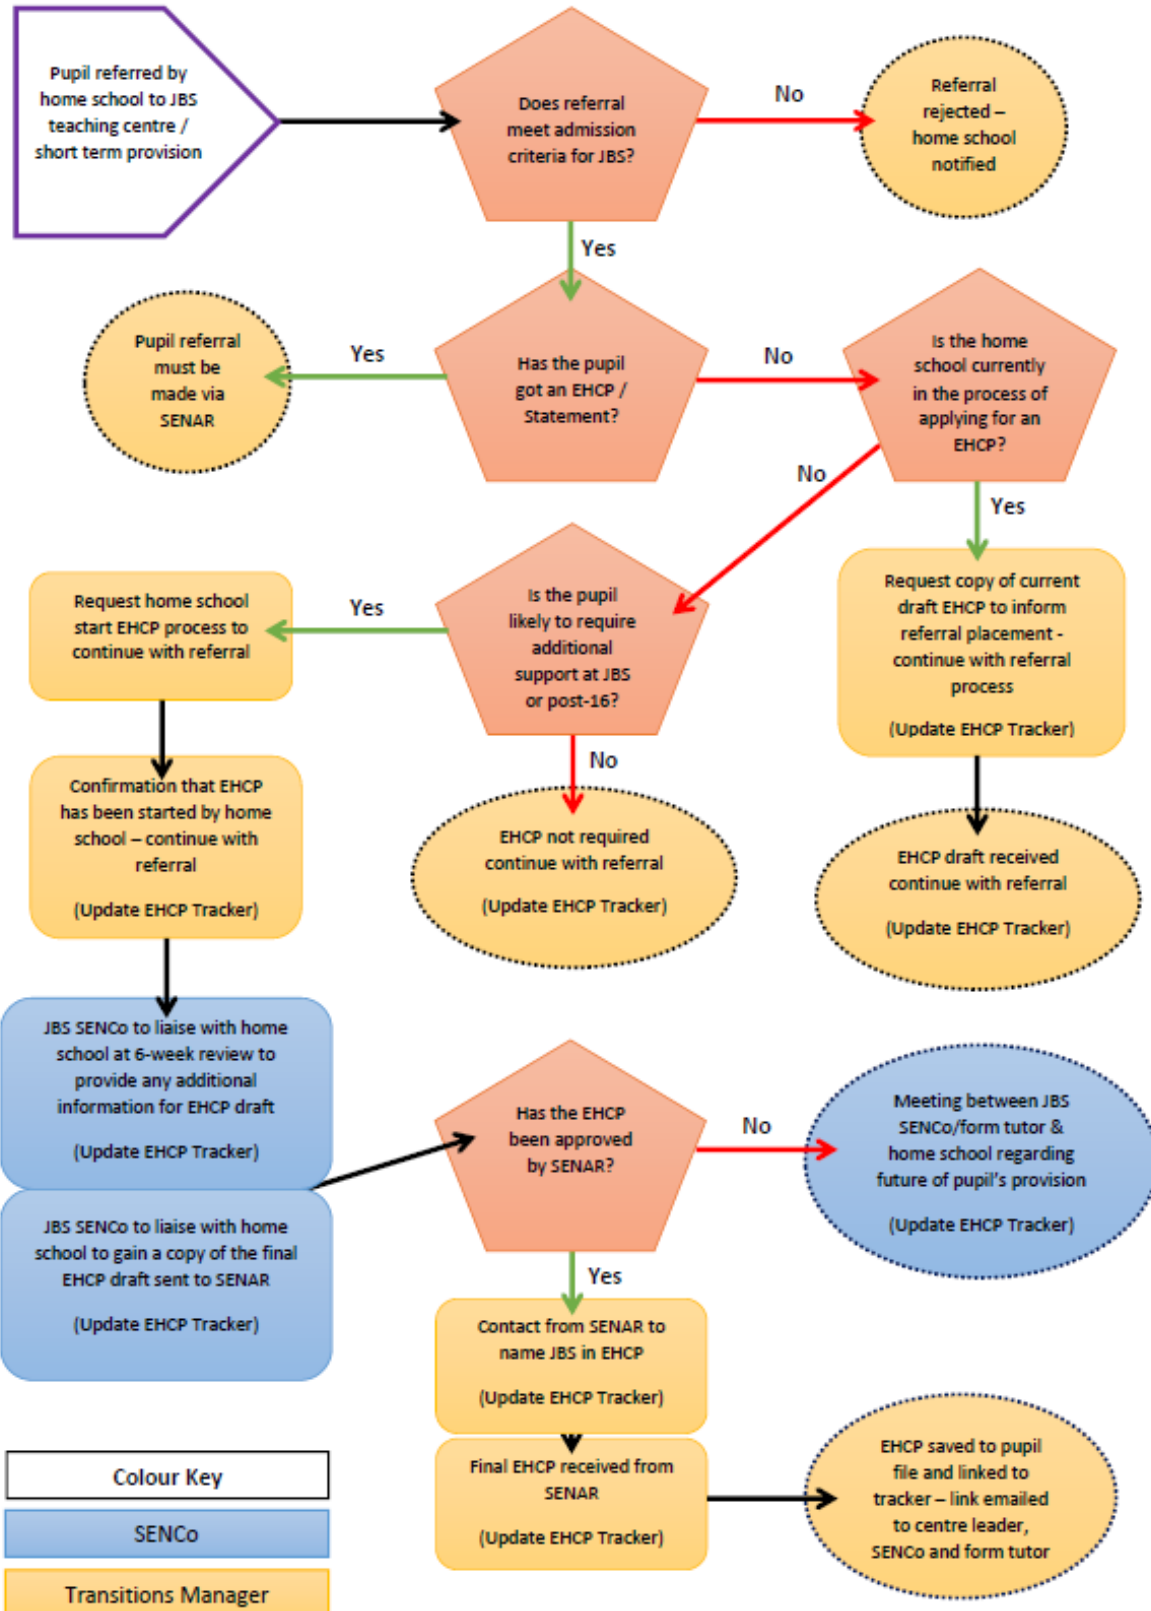 Pupil referred by
home school to JBS
teaching centre /
short term provision
Does referral
meet admission
criteria for JBS?
No
Referral
rejected –
home school
notified
Yes
Pupil referral
must be
made via
SENAR
Yes
Has the pupil
got an EHCP /
Statement?
No
Is the home
school currently
in the process of
applying for an
EHCP?
No
Yes
Request home school
start EHCP process to
continue with referral
Yes
Is the pupil
likely to require
additional
support at JBS
or post-16?
Request copy of current
draft EHCP to inform
referral placement -
continue with referral
process
(Update EHCP Tracker)
No
Confirmation that EHCP
has been started by home
school – continue with
referral
(Update EHCP Tracker)
EHCP not required
continue with referral
(Update EHCP Tracker)
EHCP draft received
continue with referral
(Update EHCP Tracker)
JBS SENCo to liaise with home
school at 6-week review to
provide any additional
information for EHCP draft
(Update EHCP Tracker)
JBS SENCo to liaise with home
school to gain a copy of the final
EHCP draft sent to SENAR
(Update EHCP Tracker)
Has the EHCP
been approved
by SENAR?
No
Meeting between JBS
SENCo/form tutor &
home school regarding
future of pupil's provision
(Update EHCP Tracker)
Yes
Contact from SENAR to
name JBS in EHCP
(Update EHCP Tracker)
Final EHCP received from
SENAR
(Update EHCP Tracker)
EHCP saved to pupil
file and linked to
tracker – link emailed
to centre leader,
SENCo and form tutor
Colour Key
SENCo
Transitions Manager